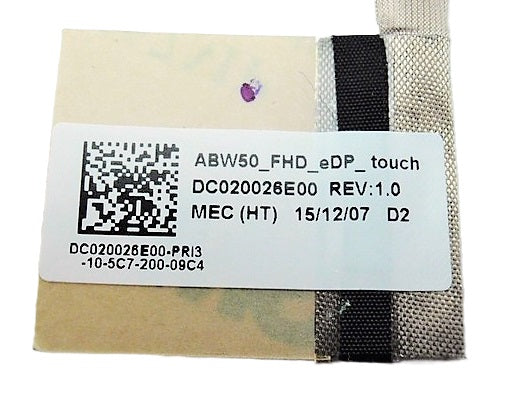 ABW50_FHD_eDP_ touch
DC020026E00 REV:1.0
MEC (HT) 15/12/07 D2
DC020026E00-PRI3
-10-5C7-200-09C4